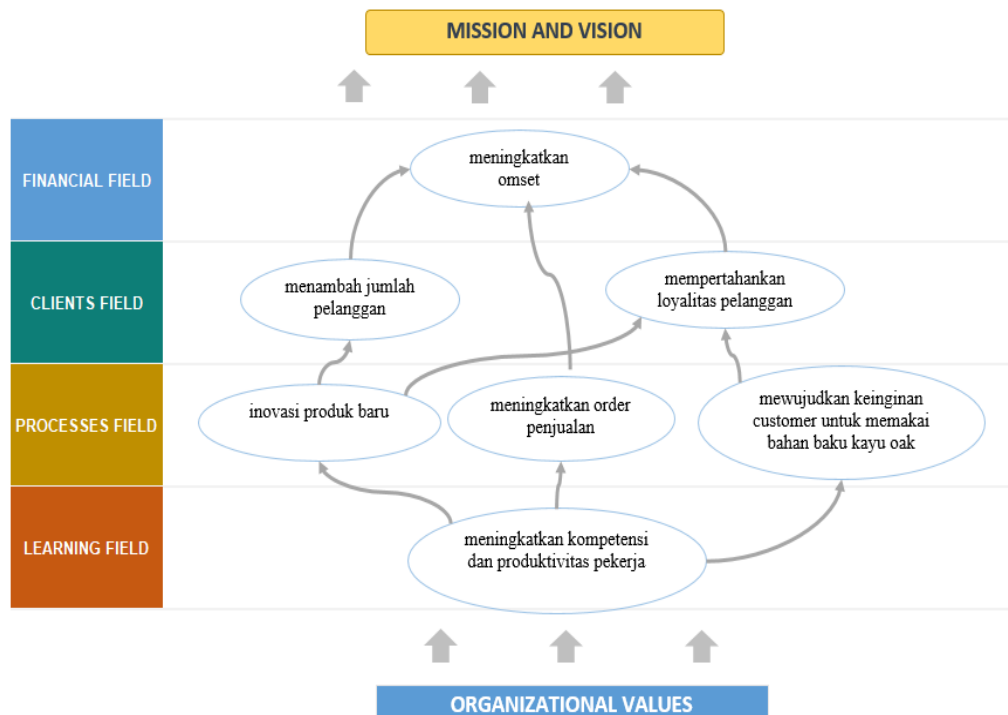 MISSION AND VISION
FINANCIAL FIELD
meningkatkan
omset
CLIENTS FIELD
menambah jumlah
pelanggan
mempertahankan
loyalitas pelanggan
PROCESSES FIELD
inovasi produk baru
meningkatkan order
penjualan
mewujudkan keinginan
customer untuk memakai
bahan baku kayu oak
LEARNING FIELD
meningkatkan kompetensi
dan produktivitas pekerja
ORGANIZATIONAL VALUES